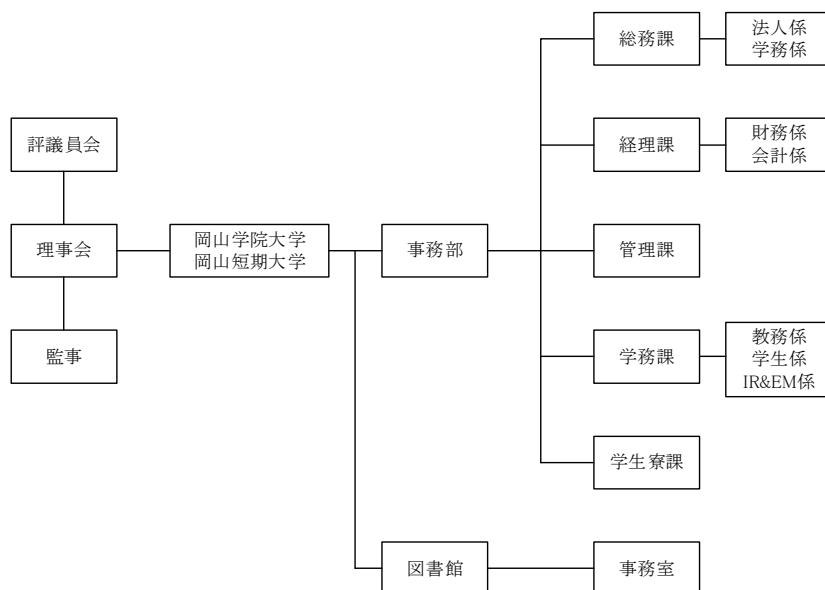 総務課
法人係
学務係
評議員会
経理課
財務係
会計係
理事会
岡山学院大学
岡山短期大学
事務部
管理課
監事
学務課
教務係
学生係
IR&EM係
学生寮課
図書館
事務室